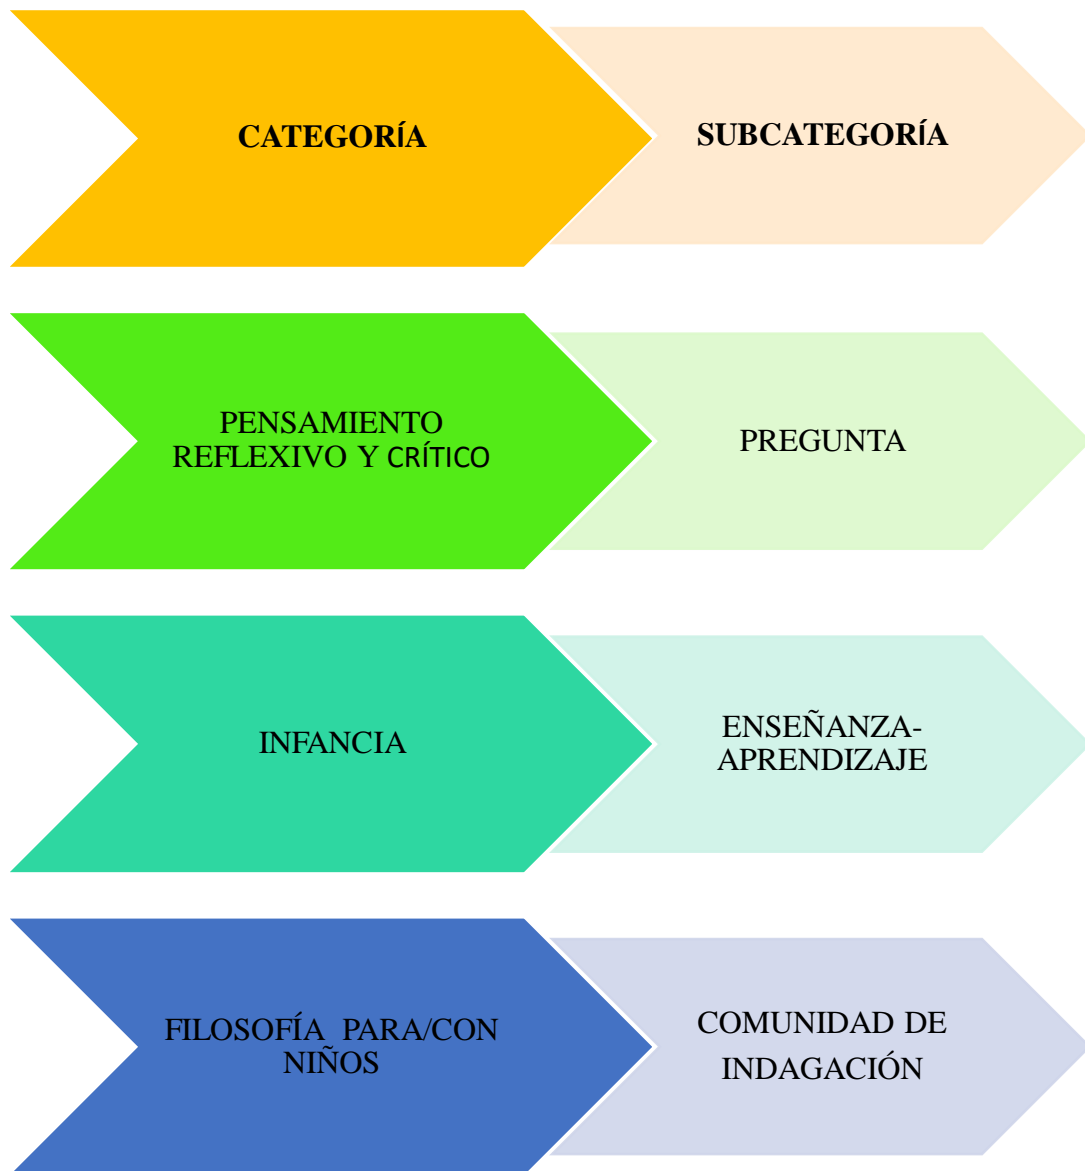 CATEGORÍA
SUBCATEGORÍA
PENSAMIENTO
REFLEXIVO Y CRÍTICO
PREGUNTA
INFANCIA
ENSEÑANZA-
APRENDIZAJE
FILOSOFÍA PARA/CON
NIÑOS
COMUNIDAD DE
INDAGACIÓN